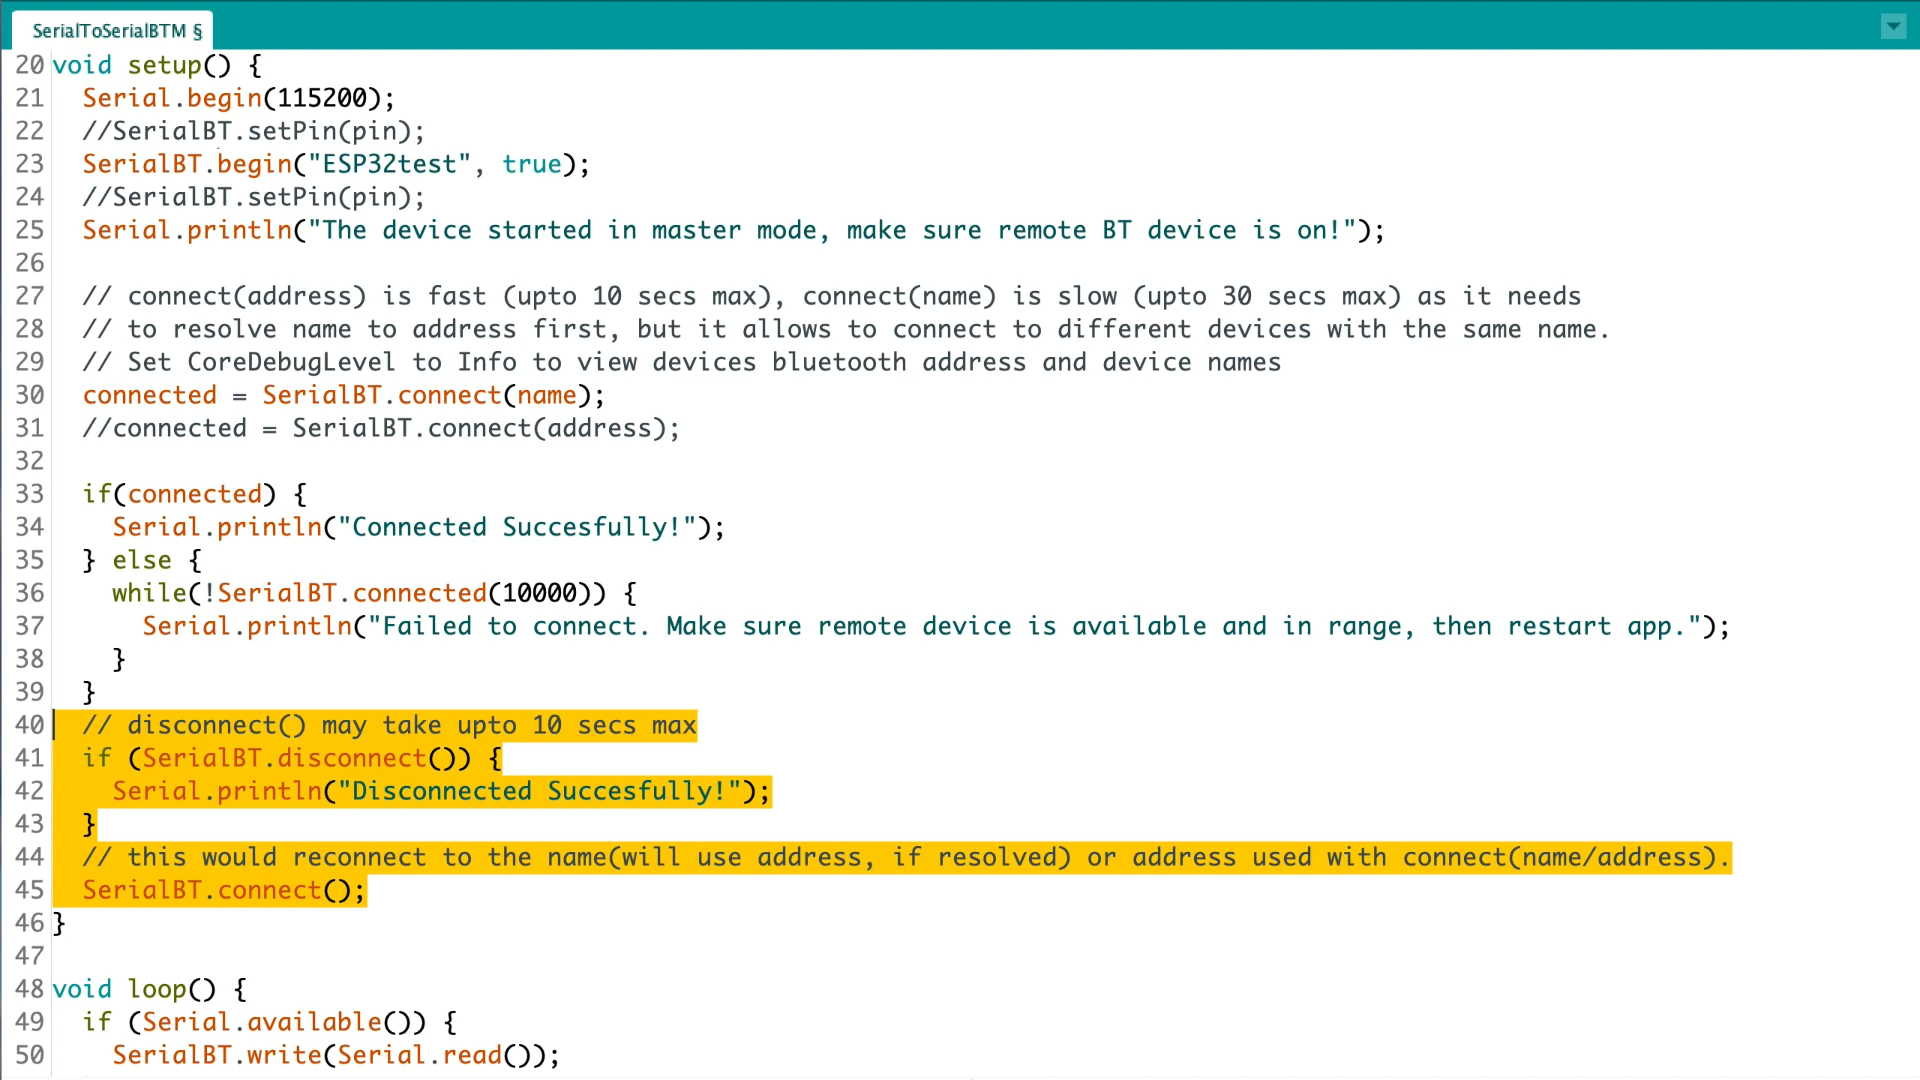 SerialToSerialBTM §
20 void setup() {
21   Serial.begin(115200);
22   //SerialBT.setPin(pin);
23   SerialBT.begin("ESP32test", true);
24   //SerialBT.setPin(pin);
25   Serial.println("The device started in master mode, make sure remote BT device is on!");
26
27   // connect(address) is fast (upto 10 secs max), connect(name) is slow (upto 30 secs max) as it needs
28   // to resolve name to address first, but it allows to connect to different devices with the same name.
29   // Set CoreDebugLevel to Info to view devices bluetooth address and device names
30   connected = SerialBT.connect(name);
31   //connected = SerialBT.connect(address);
32
33   if(connected) {
34     Serial.println("Connected Succesfully!");
35   } else {
36     while(!SerialBT.connected(10000)) {
37       Serial.println("Failed to connect. Make sure remote device is available and in range, then restart app.");
38     }
39   }
40   // disconnect() may take upto 10 secs max
41   if (SerialBT.disconnect()) {
42     Serial.println("Disconnected Succesfully!");
43   }
44   // this would reconnect to the name(will use address, if resolved) or address used with connect(name/address).
45   SerialBT.connect();
46 }
47
48 void loop() {
49   if (Serial.available()) {
50     SerialBT.write(Serial.read());